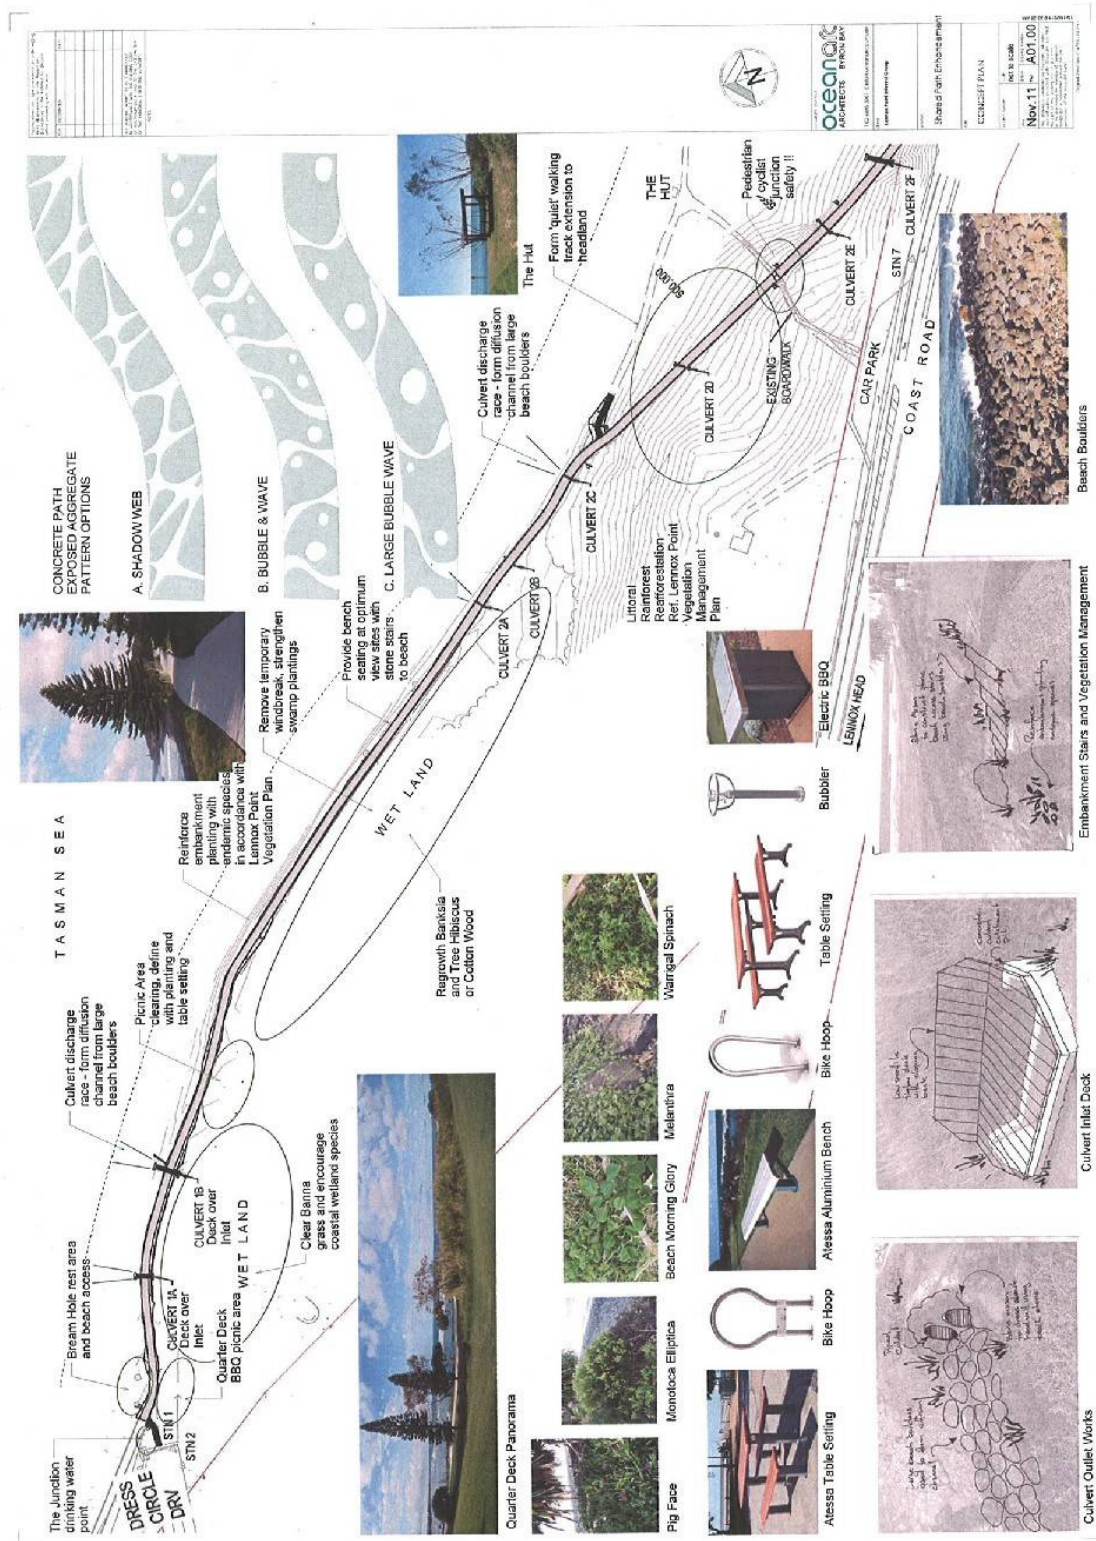 The Junction
drinking water
point
DRESS
CIRCLE
DRV
STN 1
STN 2
Bream Hole rest area
and beach access
CULVERT 1A
Deck over
Inlet
Quarter Deck
BBQ picnic area
WET LAND
CULVERT 1B
Deck over
Inlet
Clear Banna
grass and encourage
coastal wetland species
Culvert discharge
race - form diffusion
channel from large
beach boulders
Picnic Area
clearing, define
with planting and
table setting
TASMAN SEA
Reinforce
embankment
planting with
endemic species
in accordance with
Lennox Point
Vegetation Plan
Remove temporary
windbreak, strengthen
swamp plantings
Provide bench
seating at optimum
view sites with
stone stairs
to beach
WET LAND
Regrowth Banksia
and Tree Hibiscus
or Cotton Wood
CONCRETE PATH
EXPOSED AGGREGATE
PATTERN OPTIONS
A. SHADOW WEB
B. BUBBLE & WAVE
C. LARGE BUBBLE WAVE
CULVERT 2A
CULVERT 2B
CULVERT 2C
Culvert discharge
race - form diffusion
channel from large
beach boulders
The Hut
Form 'quiet' walking
track extension to
headland
Littoral
Rainforest
Reafforestation
Ref. Lennox Point
Vegetation
Management
Plan
CULVERT 2D
EXISTING
BOARDWALK
THE
HUT
Pedestrian
/ cyclist
junction
safety !!
CULVERT 2E
CULVERT 2F
STN 7
CAR PARK
COAST ROAD
LENNOX HEAD
N
oceanarc
ARCHITECTS BYRON BAY
Shared Path Enhancement
CONCEPT PLAN
not to scale
Nov. 11
A01.00
Quarter Deck Panorama
Pig Face
Monotoca Elliptica
Beach Morning Glory
Melanthra
Warrigal Spinach
Atessa Table Setting
Bike Hoop
Atessa Aluminium Bench
Bike Hoop
Table Setting
Bubbler
Electric BBQ
Culvert Outlet Works
Culvert Inlet Deck
Embankment Stairs and Vegetation Management
Beach Boulders